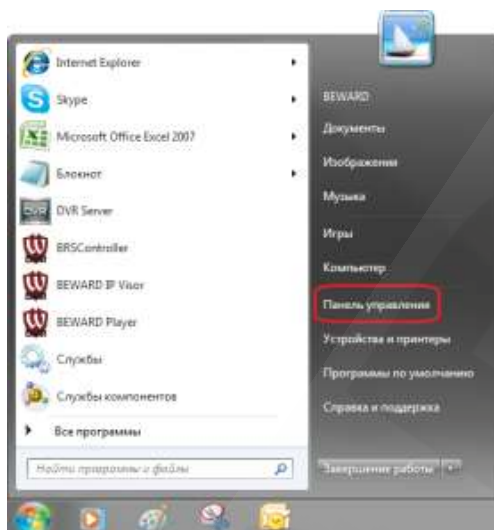 Internet Explorer
Skype
Microsoft Office Excel 2007
Блокнот
DVR Server
BRSController
BEWARD IP Visor
BEWARD Player
Службы
Службы компонентов
Все программы
Найти программы и файлы
BEWARD
Документы
Изображения
Музыка
Игры
Компьютер
Панель управления
Устройства и принтеры
Программы по умолчанию
Справка и поддержка
Завершение работы